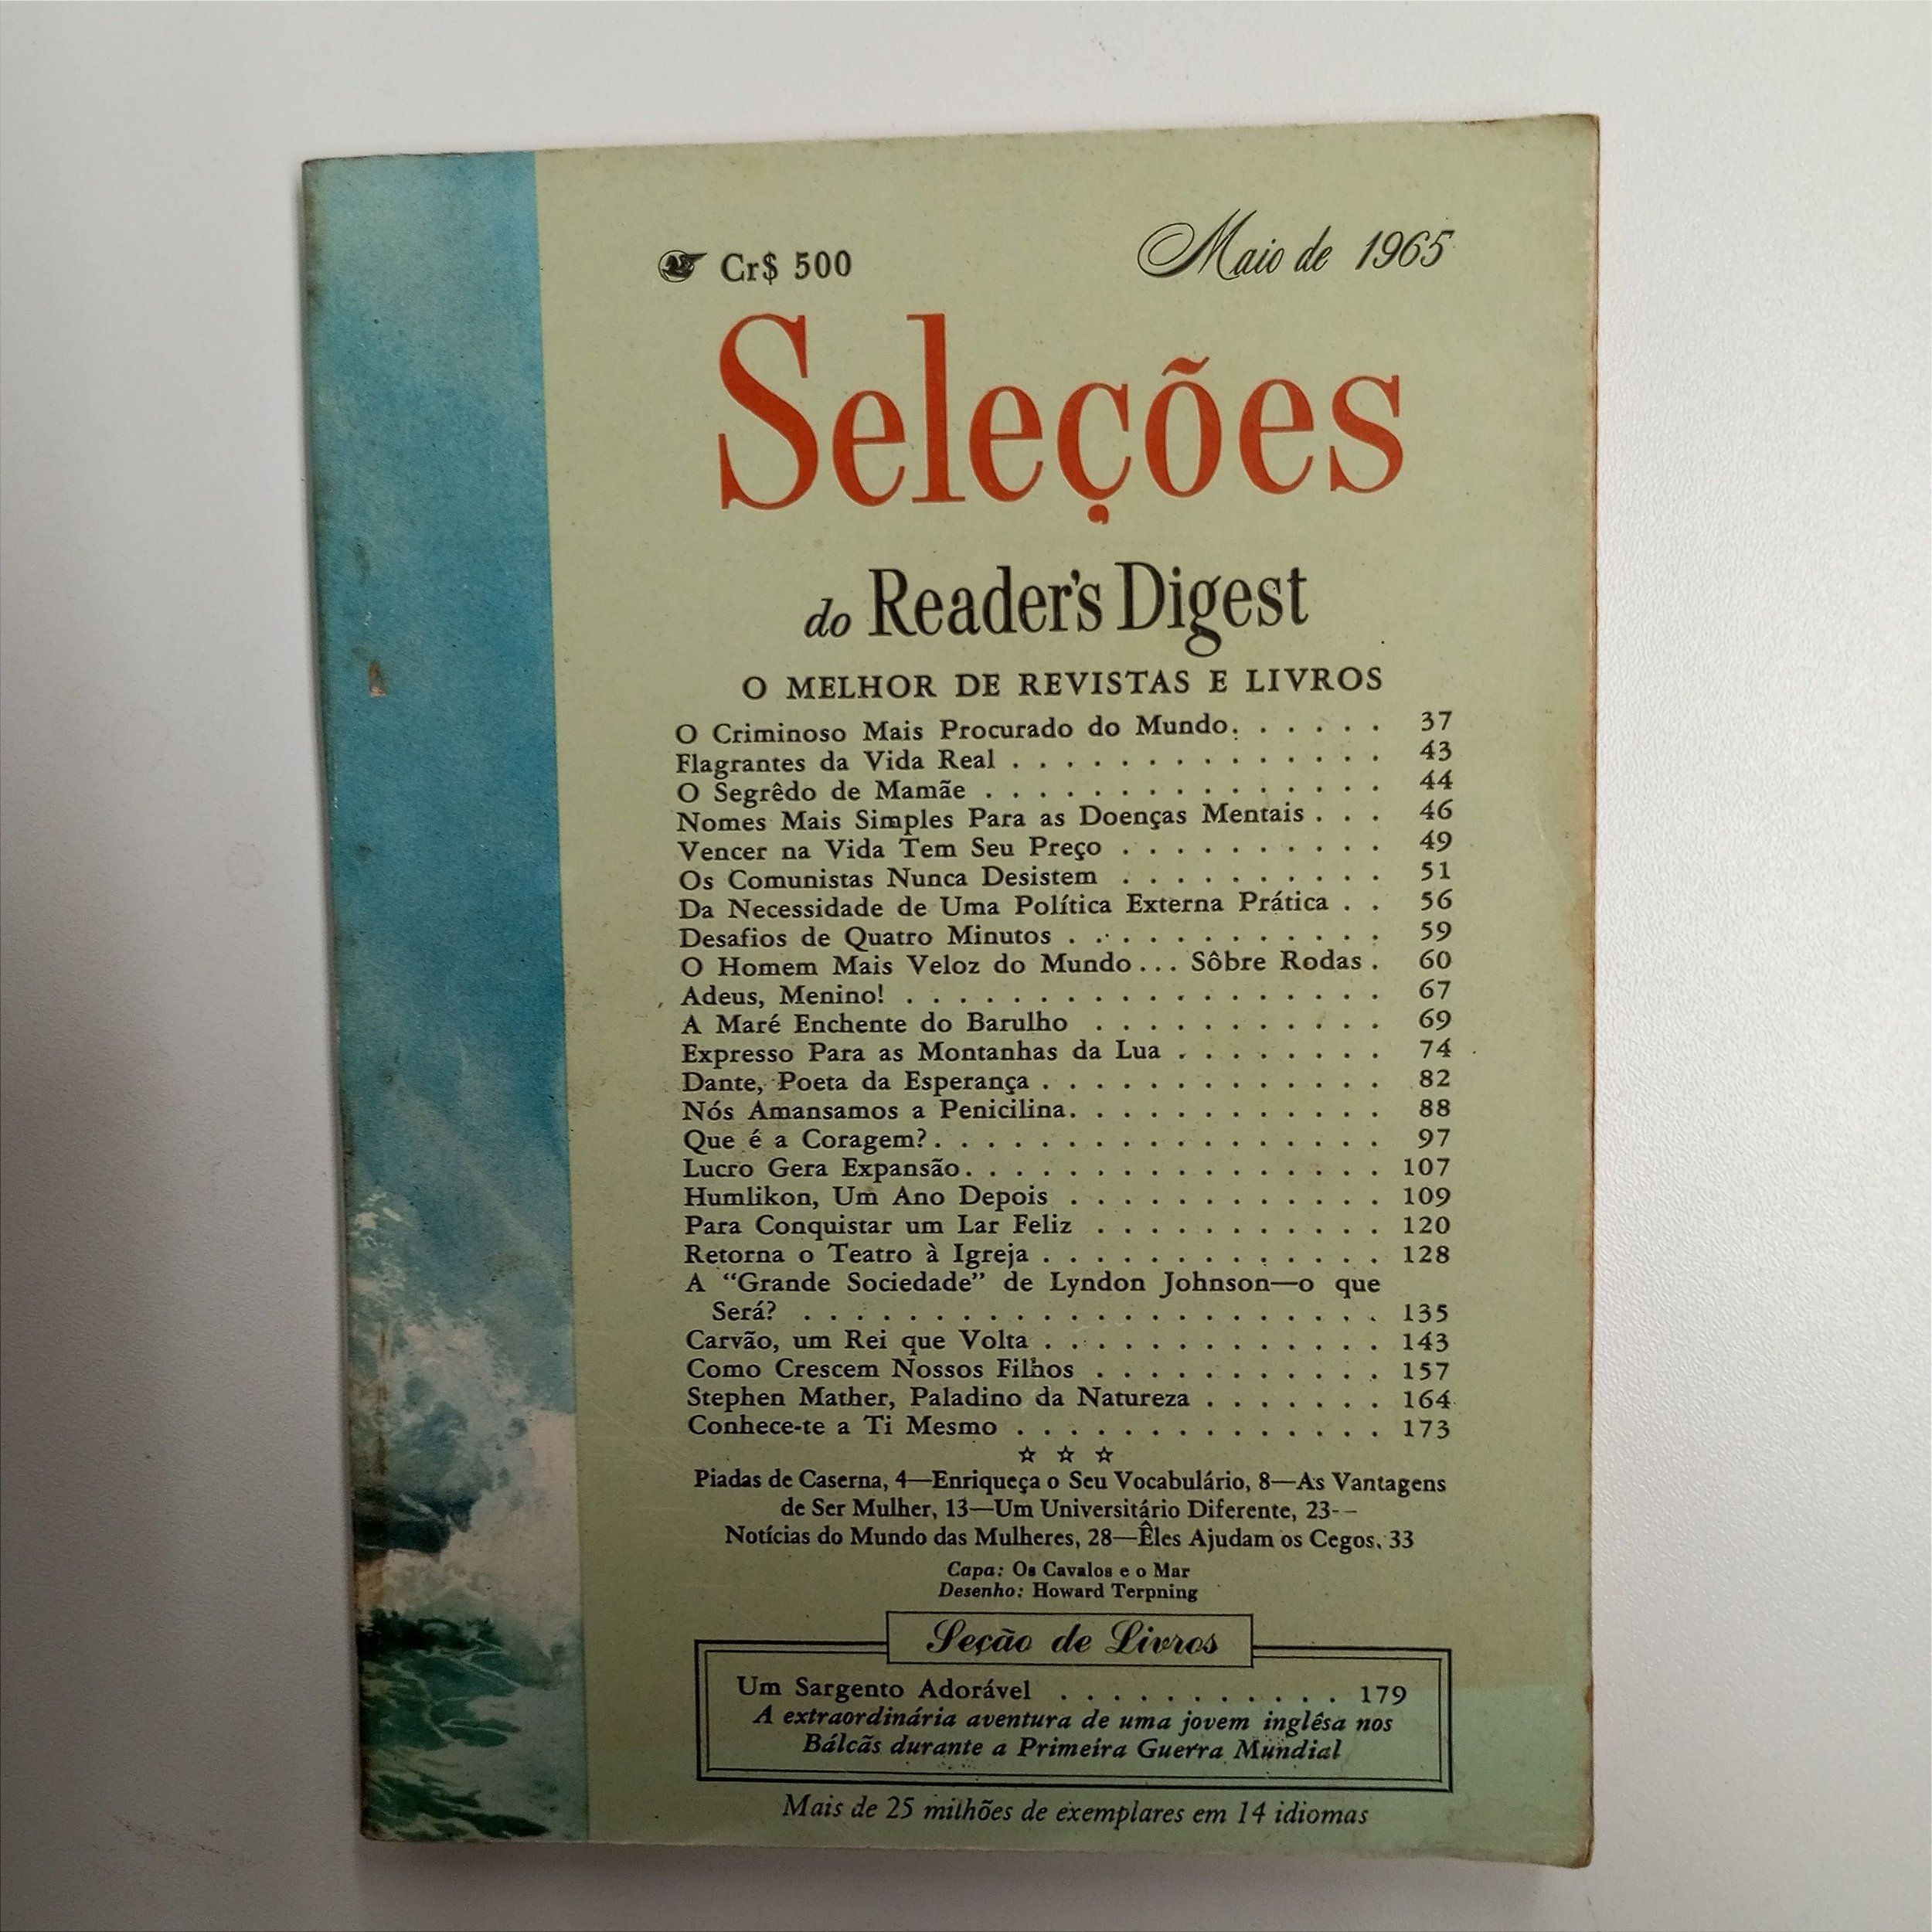 Cr$ 500
Maio de 1965
Seleções
do Reader's Digest
O MELHOR DE REVISTAS E LIVROS
O Criminoso Mais Procurado do Mundo. . . . . . 37
Flagrantes da Vida Real . . . . . . . . . . . . . . 43
O Segrêdo de Mamãe . . . . . . . . . . . . . . . 44
Nomes Mais Simples Para as Doenças Mentais . . . 46
Vencer na Vida Tem Seu Preço . . . . . . . . . . 49
Os Comunistas Nunca Desistem . . . . . . . . . . 51
Da Necessidade de Uma Política Externa Prática . . 56
Desafios de Quatro Minutos . . . . . . . . . . . . 59
O Homem Mais Veloz do Mundo... Sôbre Rodas . 60
Adeus, Menino! . . . . . . . . . . . . . . . . . . 67
A Maré Enchente do Barulho . . . . . . . . . . . 69
Expresso Para as Montanhas da Lua . . . . . . . . 74
Dante, Poeta da Esperança . . . . . . . . . . . . . 82
Nós Amansamos a Penicilina. . . . . . . . . . . . 88
Que é a Coragem? . . . . . . . . . . . . . . . . . 97
Lucro Gera Expansão. . . . . . . . . . . . . . . . 107
Humlikon, Um Ano Depois . . . . . . . . . . . . 109
Para Conquistar um Lar Feliz . . . . . . . . . . . 120
Retorna o Teatro à Igreja . . . . . . . . . . . . . 128
A “Grande Sociedade” de Lyndon Johnson—o que
Será? . . . . . . . . . . . . . . . . . . . . . . 135
Carvão, um Rei que Volta . . . . . . . . . . . . . 143
Como Crescem Nossos Filhos . . . . . . . . . . . 157
Stephen Mather, Paladino da Natureza . . . . . . . 164
Conhece-te a Ti Mesmo . . . . . . . . . . . . . . 173
☆ ☆ ☆
Piadas de Caserna, 4—Enriqueça o Seu Vocabulário, 8—As Vantagens
de Ser Mulher, 13—Um Universitário Diferente, 23--
Notícias do Mundo das Mulheres, 28—Êles Ajudam os Cegos, 33
Capa: Os Cavalos e o Mar
Desenho: Howard Terpning
Seção de Livros
Um Sargento Adorável . . . . . . . . . . . 179
A extraordinária aventura de uma jovem inglêsa nos
Bálcãs durante a Primeira Guerra Mundial
Mais de 25 milhões de exemplares em 14 idiomas